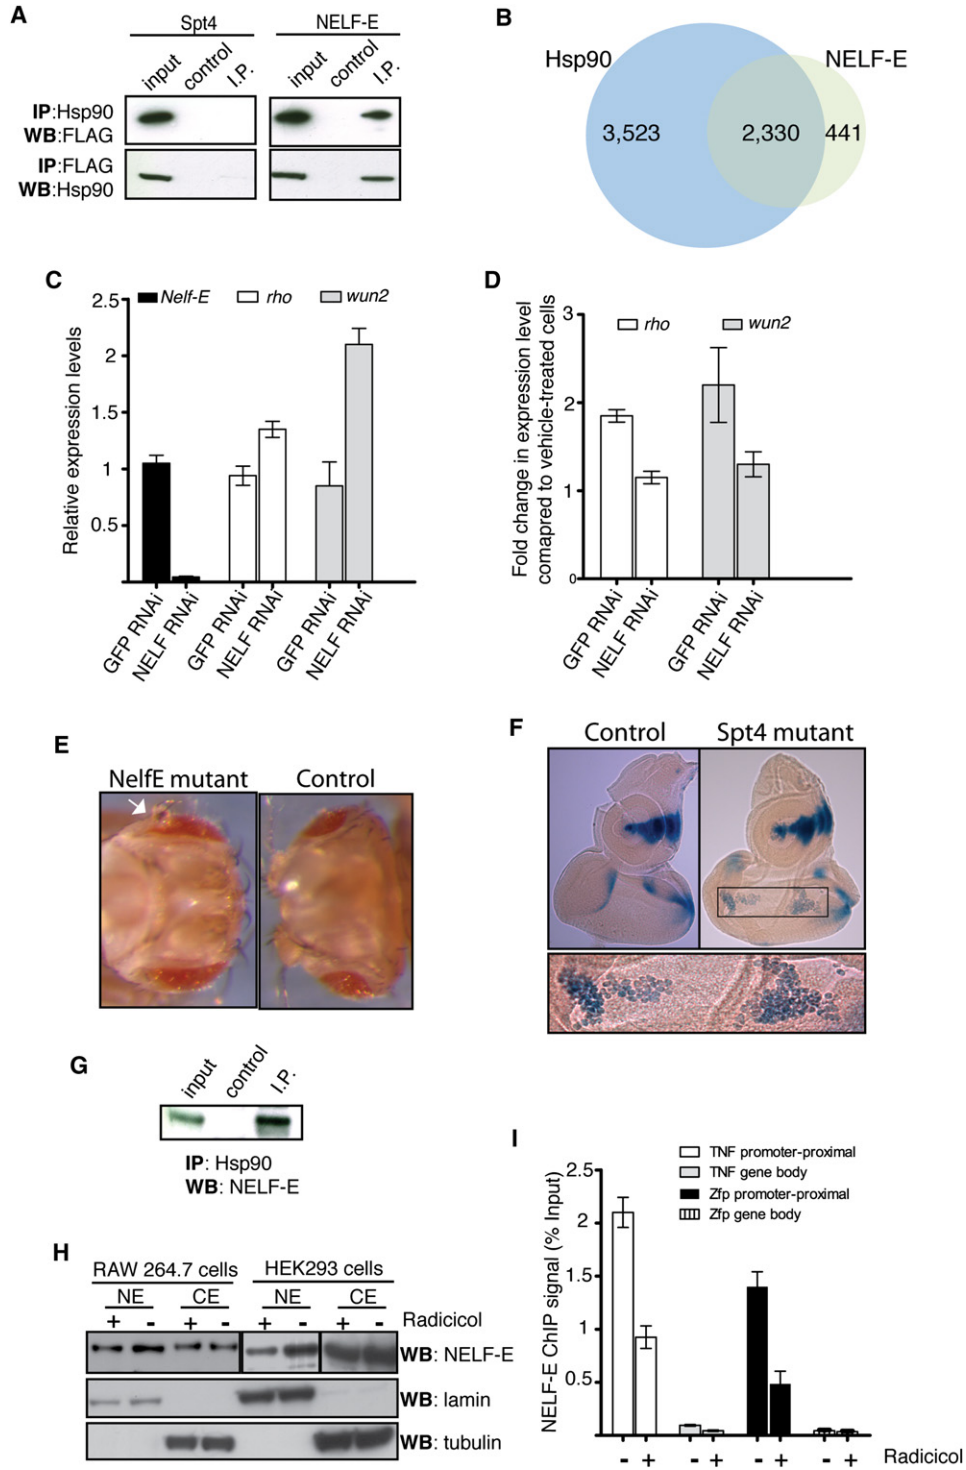 A
Spt4
NELF-E
input control I.P. input control I.P.
IP:Hsp90
WB:FLAG
IP:FLAG
WB:Hsp90
B
Hsp90
NELF-E
3,523
2,330
441
C
Nelf-E
rho
wun2
Relative expression levels
2.5
2
1.5
1
0.5
GFP RNAi
NELF RNAi
GFP RNAi
NELF RNAi
GFP RNAi
NELF RNAi
D
rho
wun2
Fold change in expression level
comapred to vehicle-treated cells
3
2
1
0
GFP RNAi
NELF RNAi
GFP RNAi
NELF RNAi
E
NelfE mutant
Control
F
Control
Spt4 mutant
G
input control I.P.
IP: Hsp90
WB: NELF-E
H
RAW 264.7 cells
HEK293 cells
NE CE NE CE
+ - + - + - + - Radicicol
WB: NELF-E
WB: lamin
WB: tubulin
I
TNF promoter-proximal
TNF gene body
Zfp promoter-proximal
Zfp gene body
NELF-E ChIP signal (% Input)
2.5
2
1.5
1
0.5
- + - + - + - + Radicicol